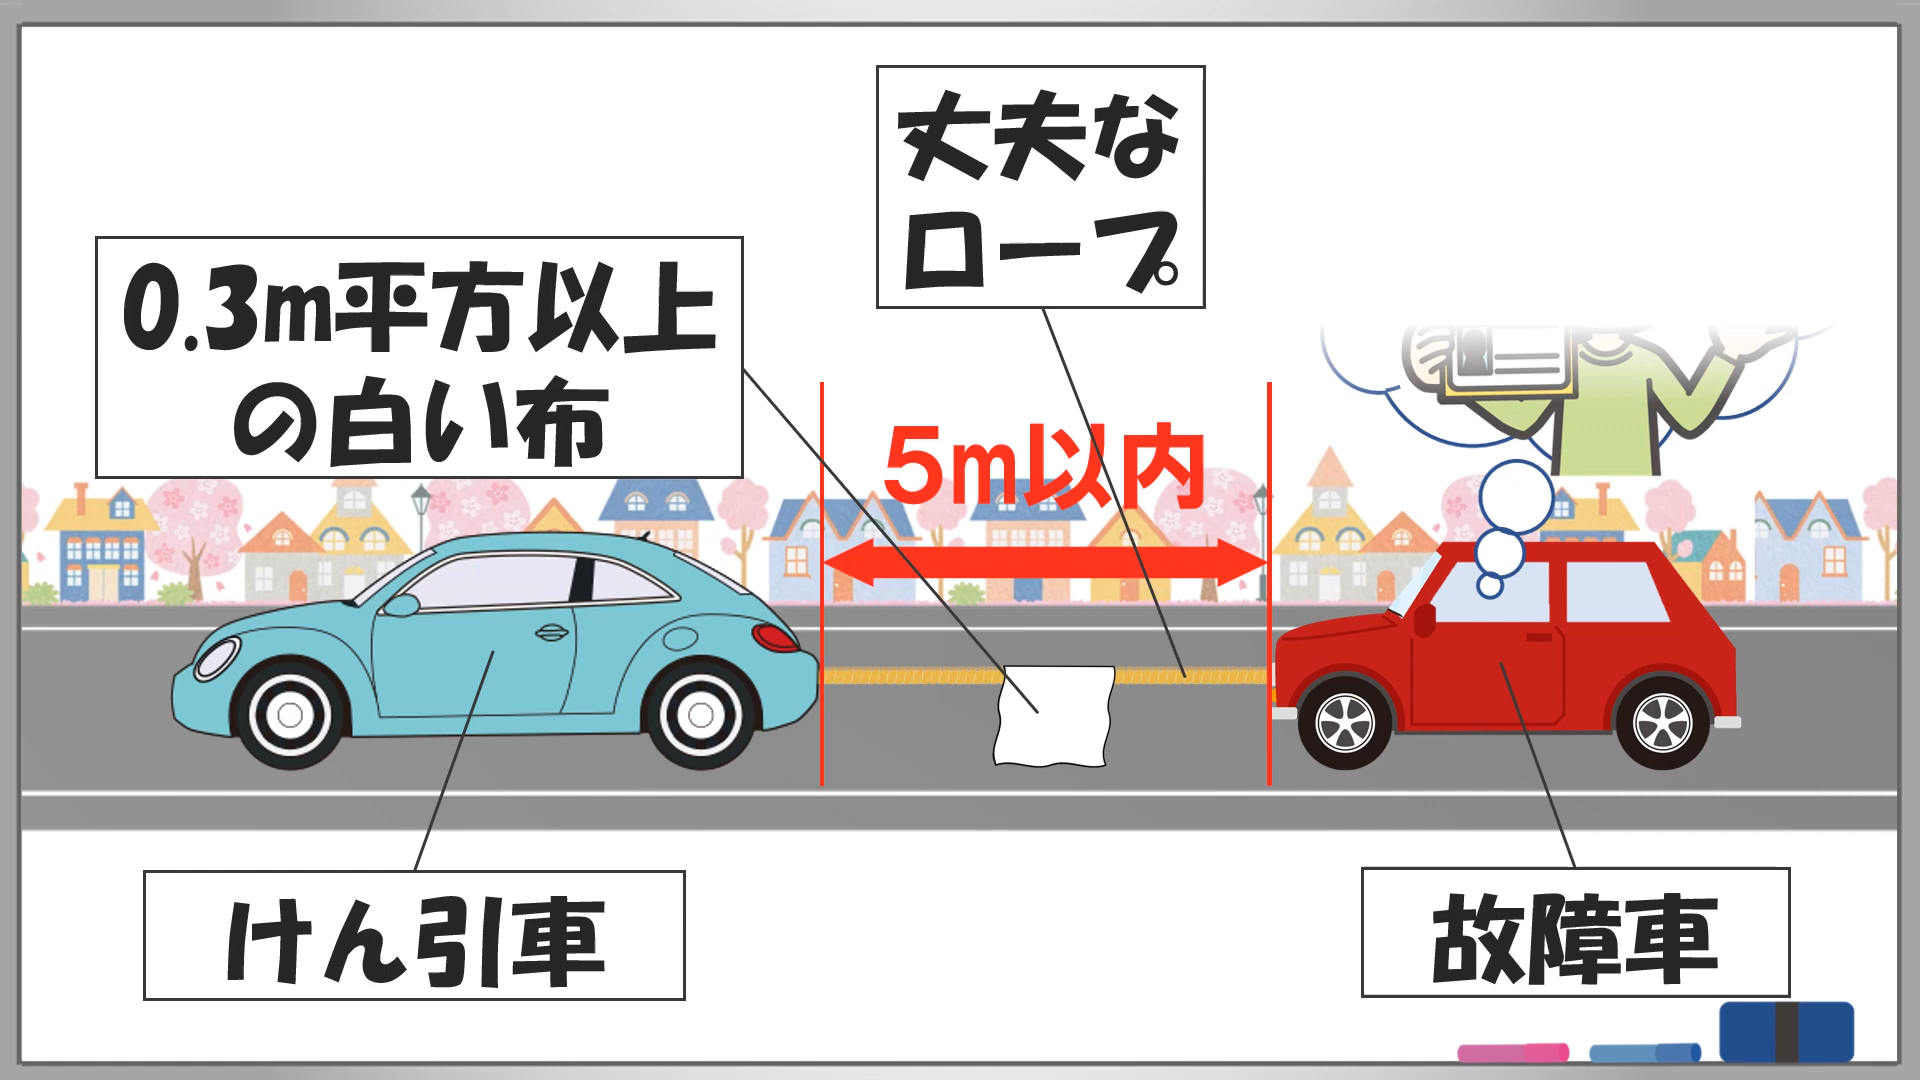 丈夫な
ロープ
0.3m平方以上
の白い布
5m以内
けん引車
故障車